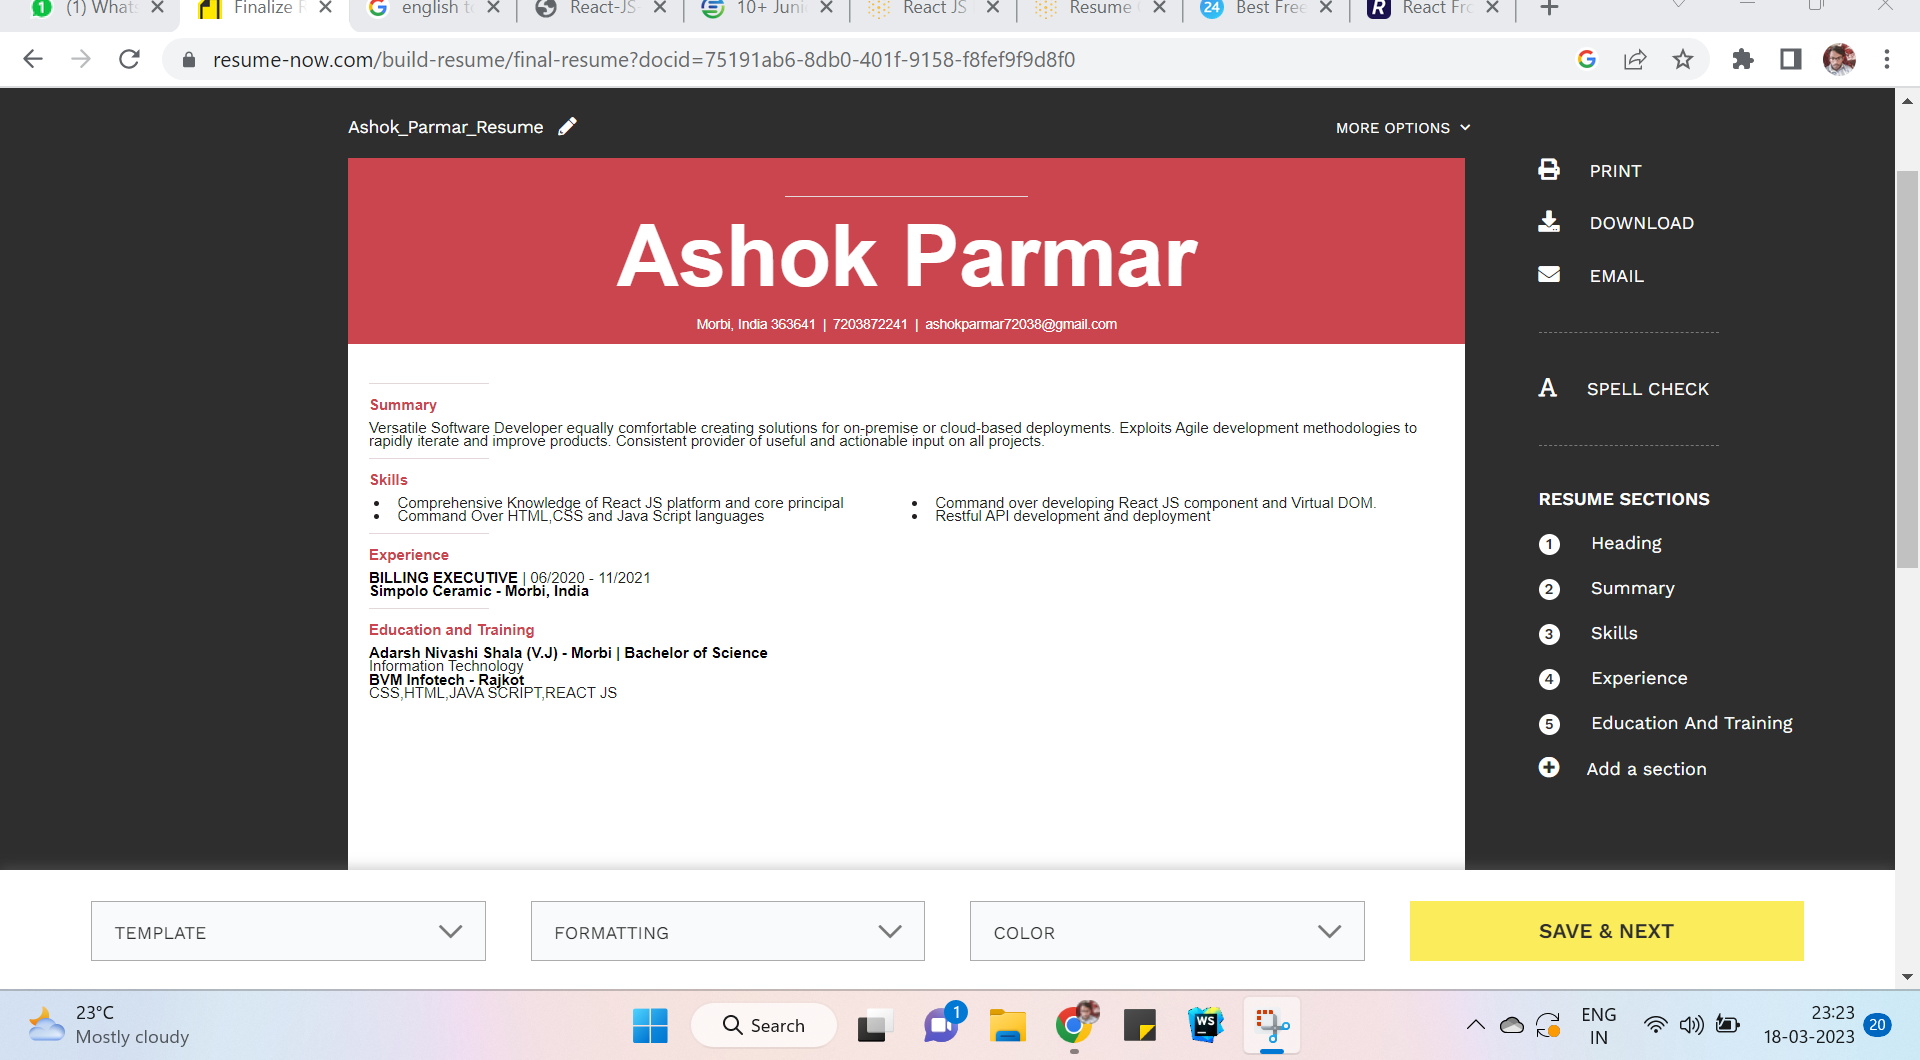 1 (1) Whats
Finalize R
English to
React-JS
10+ Juni
React JS
Resume
24 Best Free
R React Fro
resume-now.com/build-resume/final-resume?docid=75191ab6-8db0-401f-9158-f8fef9f9d8f0
Ashok_Parmar_Resume
MORE OPTIONS
Ashok Parmar
Morbi, India 363641 | 7203872241 | ashokparmar72038@gmail.com
Summary
Versatile Software Developer equally comfortable creating solutions for on-premise or cloud-based deployments. Exploits Agile development methodologies to
rapidly iterate and improve products. Consistent provider of useful and actionable input on all projects.
Skills
• Comprehensive Knowledge of React JS platform and core principal
• Command Over HTML,CSS and Java Script languages
• Command over developing React JS component and Virtual DOM.
• Restful API development and deployment
Experience
BILLING EXECUTIVE | 06/2020 - 11/2021
Simpolo Ceramic - Morbi, India
Education and Training
Adarsh Nivashi Shala (V.J) - Morbi | Bachelor of Science
Information Technology
BVM Infotech - Rajkot
CSS,HTML,JAVA SCRIPT,REACT JS
PRINT
DOWNLOAD
EMAIL
A SPELL CHECK
RESUME SECTIONS
1 Heading
2 Summary
3 Skills
4 Experience
5 Education And Training
Add a section
TEMPLATE
FORMATTING
COLOR
SAVE & NEXT
23°C
Mostly cloudy
Search
1
WS
ENG
IN
23:23
18-03-2023
20